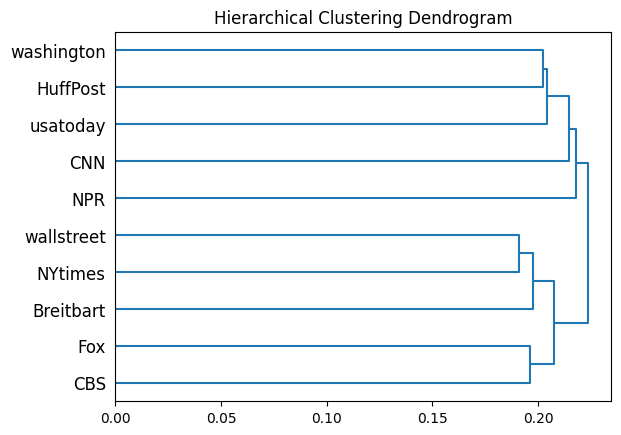 Hierarchical Clustering Dendrogram
washington
HuffPost
usatoday
CNN
NPR
wallstreet
NYtimes
Breitbart
Fox
CBS
0.00 0.05 0.10 0.15 0.20